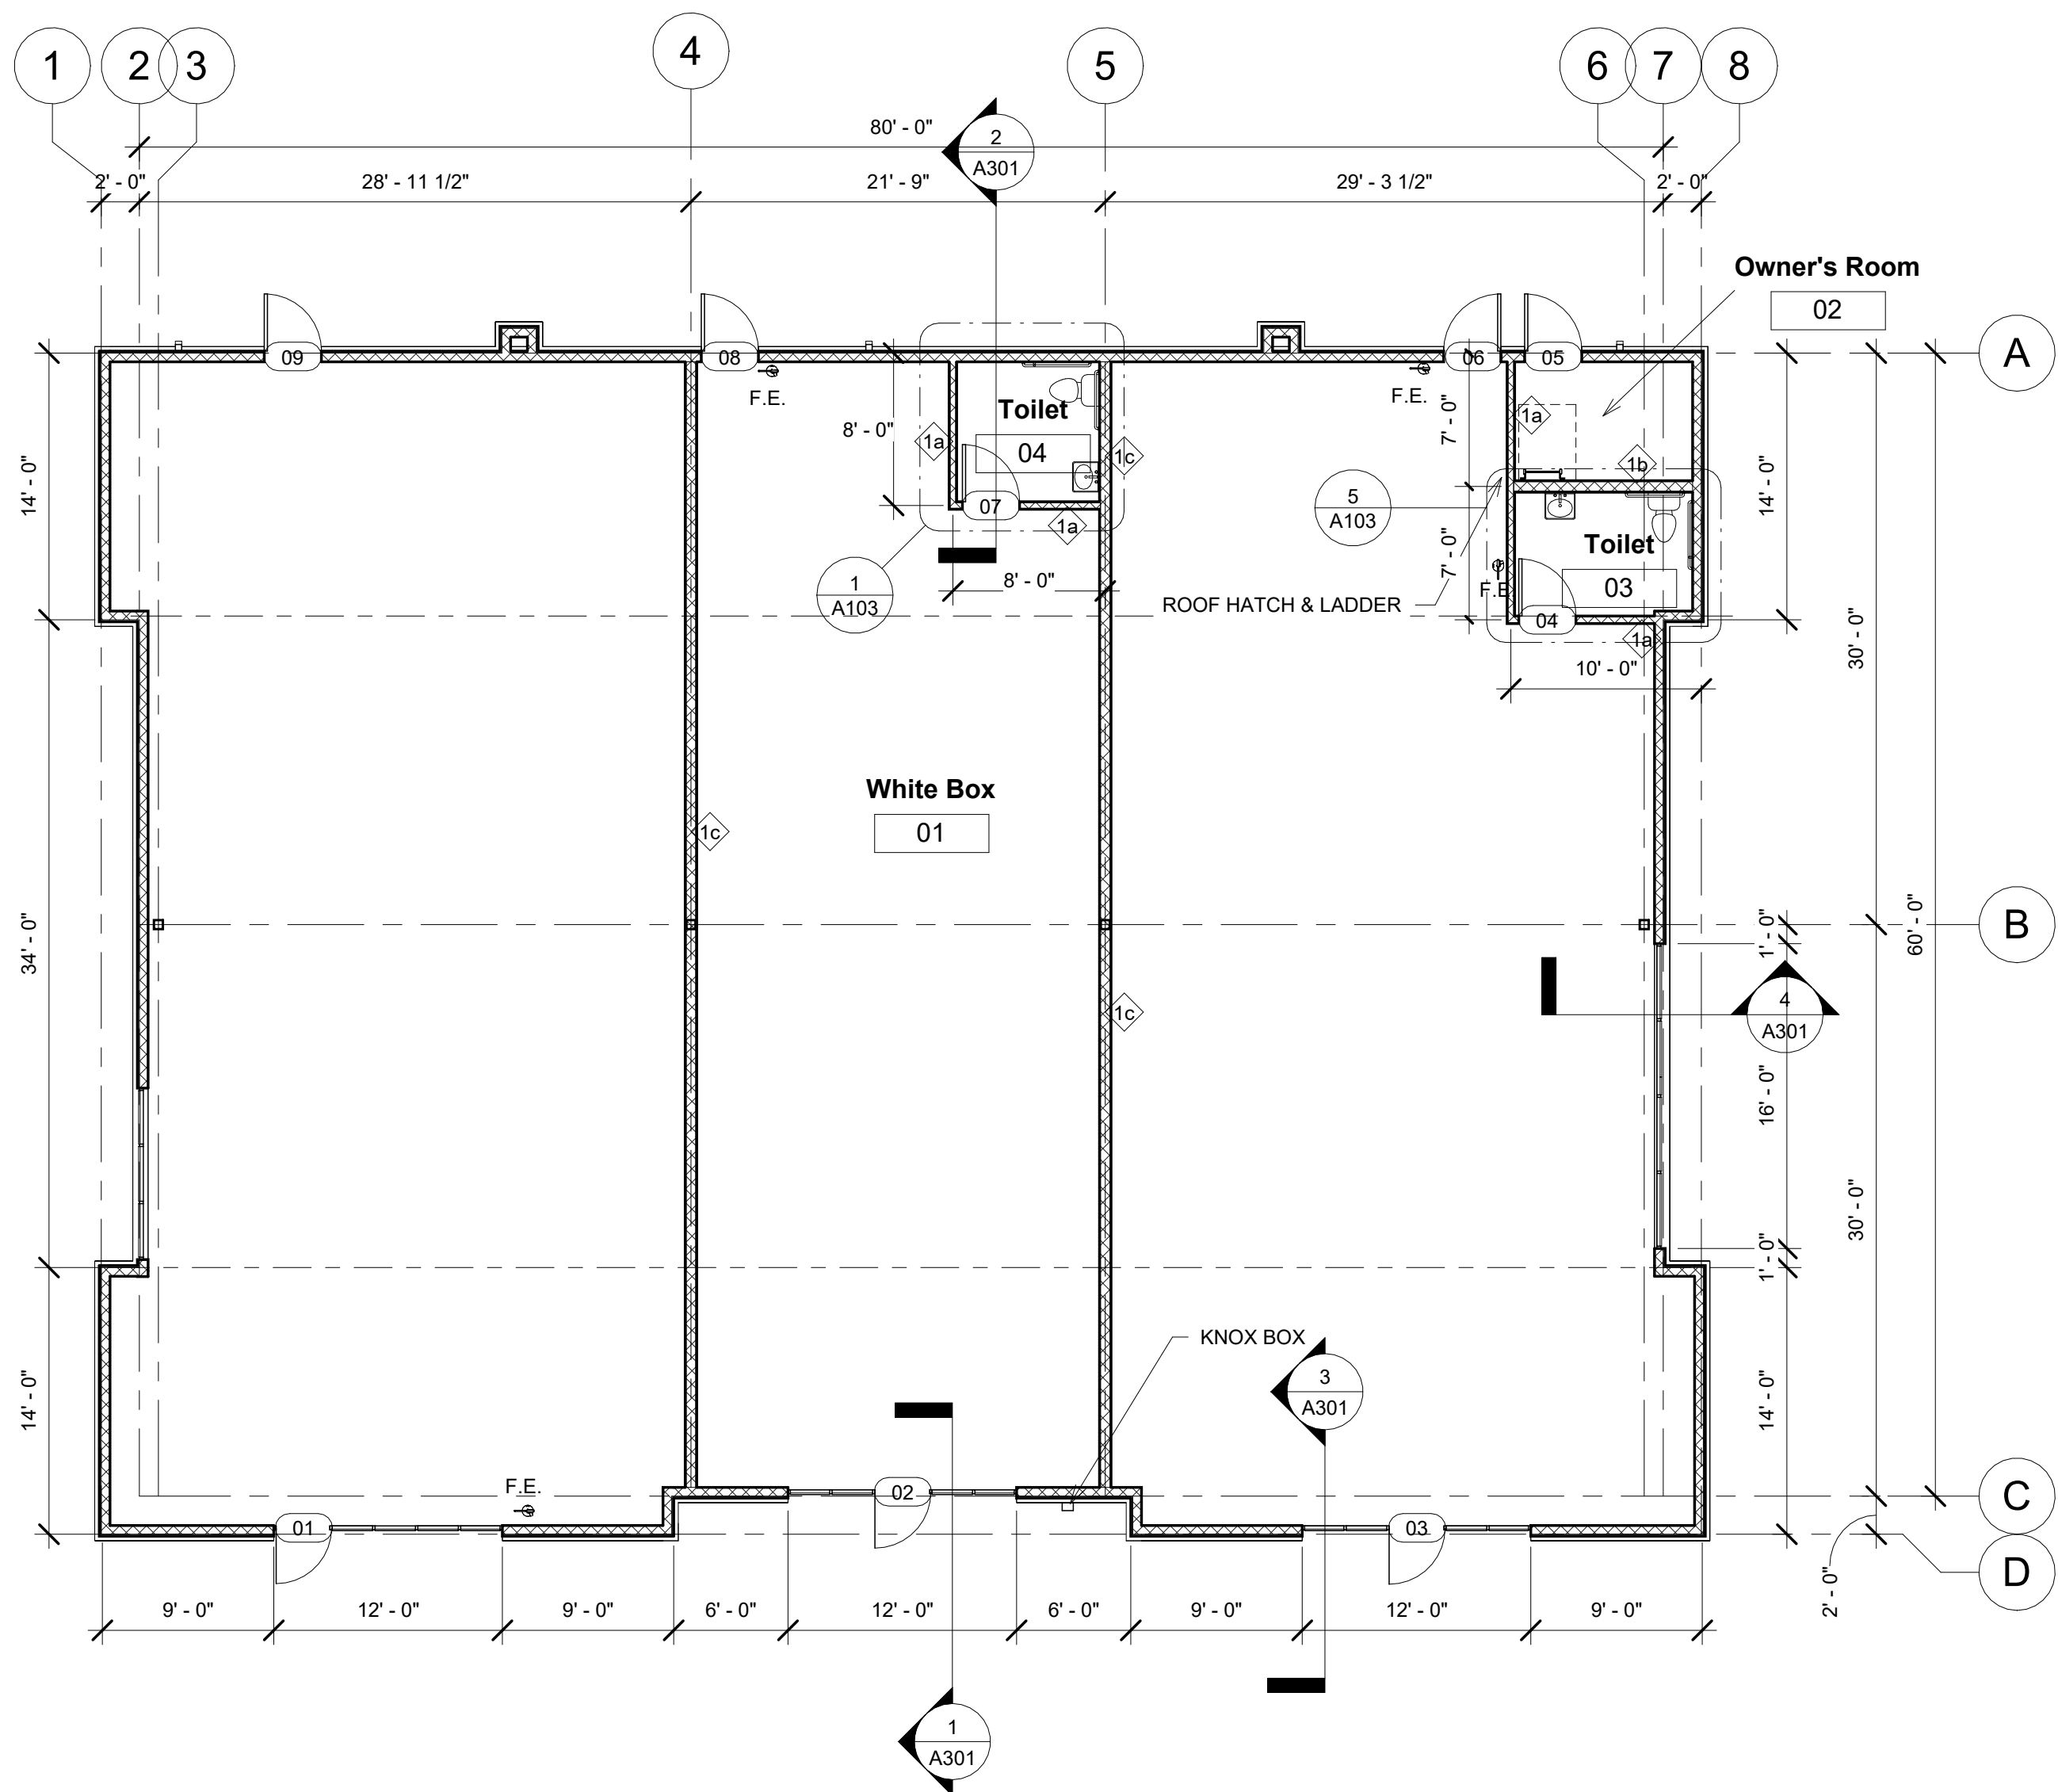 1
2
3
4
5
6
7
8
80' - 0"
2
A301
2' - 0"
28' - 11 1/2"
21' - 9"
29' - 3 1/2"
2' - 0"
Owner's Room
02
09
08
06
05
A
F.E.
F.E.
Toilet
04
8' - 0"
1a
1c
7' - 0"
1a
1b
14' - 0"
14' - 0"
07
1a
5
A103
7' - 0"
Toilet
03
F.E
1
A103
8' - 0"
ROOF HATCH & LADDER
04
1a
10' - 0"
30' - 0"
White Box
01
1c
34' - 0"
1' - 0"
60' - 0"
B
1c
4
A301
16' - 0"
30' - 0"
1' - 0"
KNOX BOX
3
A301
14' - 0"
14' - 0"
F.E.
02
C
01
03
D
2' - 0"
9' - 0"
12' - 0"
9' - 0"
6' - 0"
12' - 0"
6' - 0"
9' - 0"
12' - 0"
9' - 0"
1
A301